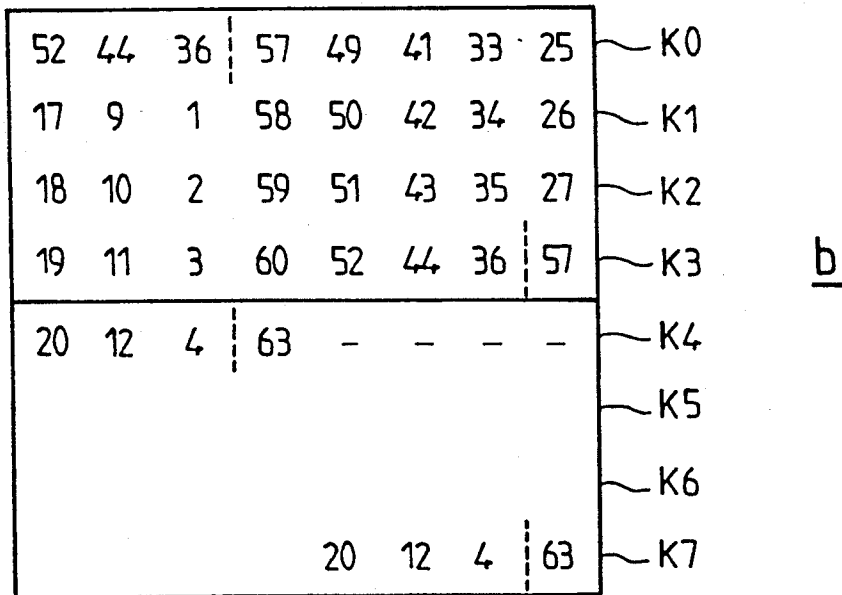 52 44 36 57 49 41 33 25 K0
17 9 1 58 50 42 34 26 K1
18 10 2 59 51 43 35 27 K2
19 11 3 60 52 44 36 57 K3
b
20 12 4 63 – – – – K4
K5
K6
20 12 4 63 K7